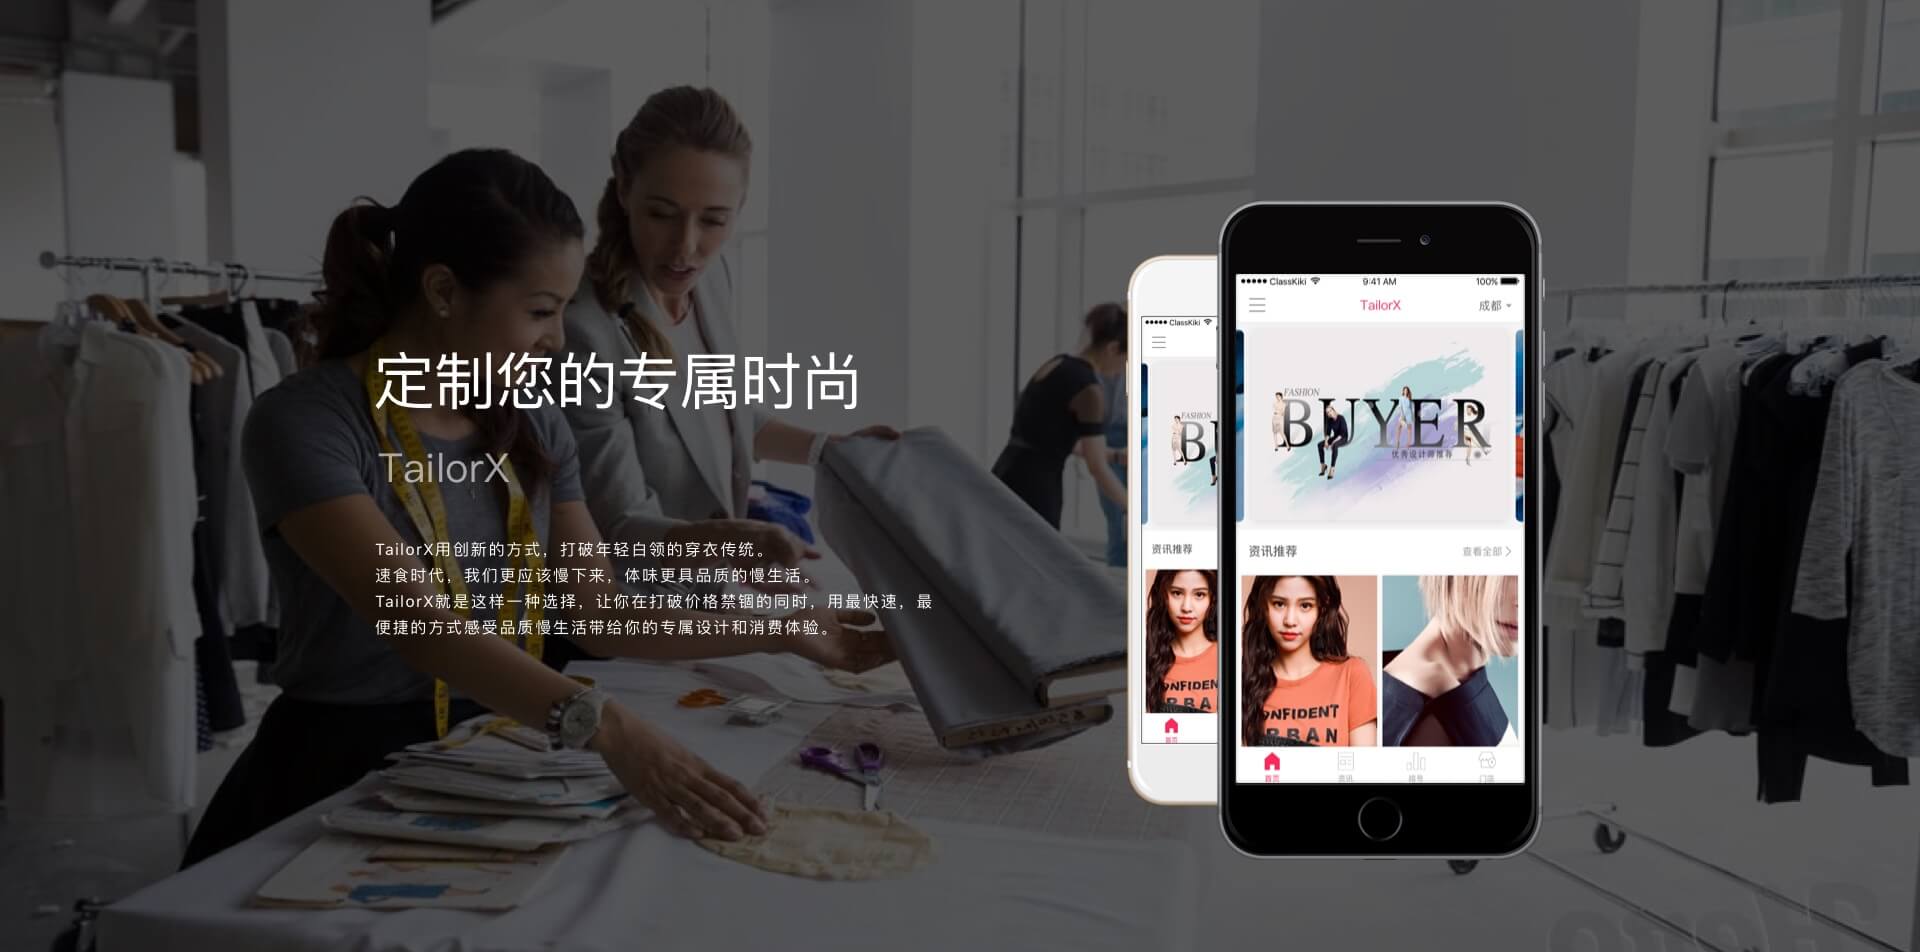 定制您的专属时尚
TailorX
TailorX用创新的方式，打破年轻白领的穿衣传统。
速食时代，我们更应该慢下来，体味更具品质的慢生活。
TailorX就是这样一种选择，让你在打破价格禁锢的同时，用最快速，最
便捷的方式感受品质慢生活带给你的专属设计和消费体验。
ClassKiki
FASHION
资讯推荐
NFIDEN
首页
ClassKiki 9:41 AM 100%
TailorX 成都
FASHION
BUYER
优秀设计师推荐
资讯推荐 查看全部
ONFIDENT
RBAN
首页 资讯